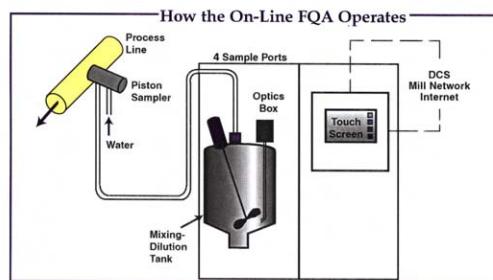 How the On-Line FQA Operates
Process
Line
Piston
Sampler
Water
4 Sample Ports
Optics
Box
Mixing-
Dilution
Tank
Touch
Screen
DCS
Mill Network
Internet